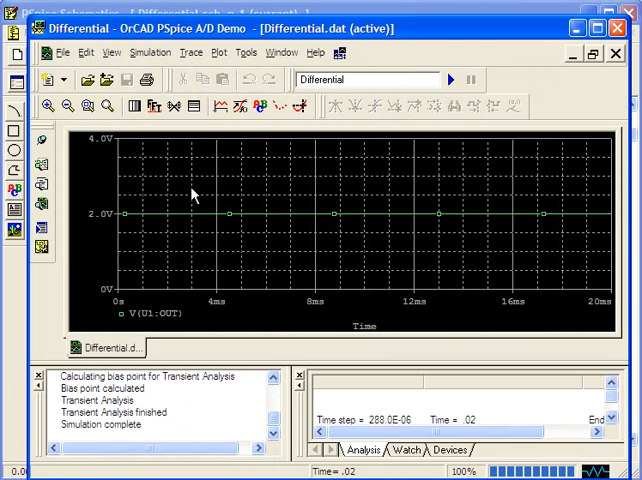 PSpice Schematics - [ Differential.sch p.1 (current) ]
Differential - OrCAD PSpice A/D Demo - [Differential.dat (active)]
File Edit View Simulation Trace Plot Tools Window Help
Differential
4.0V
2.0V
0V
0s 4ms 8ms 12ms 16ms 20ms
V(U1:OUT)
Time
Differential.d...
Calculating bias point for Transient Analysis
Bias point calculated
Transient Analysis
Transient Analysis finished
Simulation complete
Time step = 288.0E-06 Time = .02 End
Analysis Watch Devices
0.0 Time= .02 100%